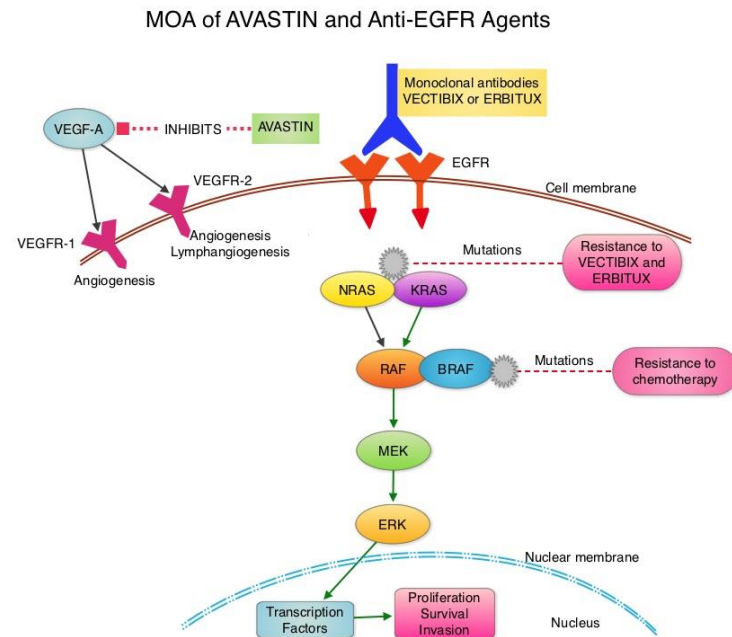 MOA of AVASTIN and Anti-EGFR Agents
Monoclonal antibodies
VECTIBIX or ERBITUX
VEGF-A
INHIBITS
AVASTIN
EGFR
VEGFR-2
Cell membrane
VEGFR-1
Angiogenesis
Lymphangiogenesis
Angiogenesis
Mutations
Resistance to
VECTIBIX and
ERBITUX
NRAS
KRAS
RAF
BRAF
Mutations
Resistance to
chemotherapy
MEK
ERK
Nuclear membrane
Transcription
Factors
Proliferation
Survival
Invasion
Nucleus